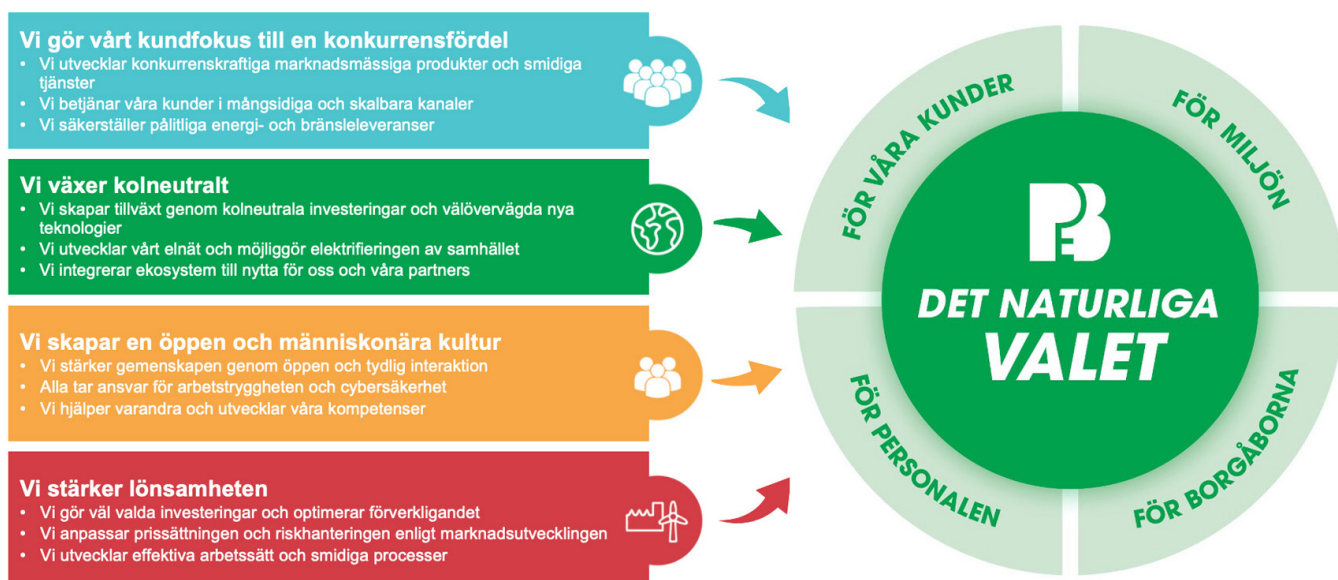 Vi gör vårt kundfokus till en konkurrensfördel
• Vi utvecklar konkurrenskraftiga marknadsmässiga produkter och smidiga
tjänster
• Vi betjänar våra kunder i mångsidiga och skalbara kanaler
• Vi säkerställer pålitliga energi- och bränsleleveranser
Vi växer kolneutralt
• Vi skapar tillväxt genom kolneutrala investeringar och välövervägda nya
teknologier
• Vi utvecklar vårt elnät och möjliggör elektrifieringen av samhället
• Vi integrerar ekosystem till nytta för oss och våra partners
Vi skapar en öppen och människonära kultur
• Vi stärker gemenskapen genom öppen och tydlig interaktion
• Alla tar ansvar för arbetstryggheten och cybersäkerhet
• Vi hjälper varandra och utvecklar våra kompetenser
Vi stärker lönsamheten
• Vi gör väl valda investeringar och optimerar förverkligandet
• Vi anpassar prissättningen och riskhanteringen enligt marknadsutvecklingen
• Vi utvecklar effektiva arbetssätt och smidiga processer
FÖR VÅRA KUNDER
FÖR MILJÖN
PEB
DET NATURLIGA
VALET
FÖR PERSONALEN
FÖR BORGÅBORNA